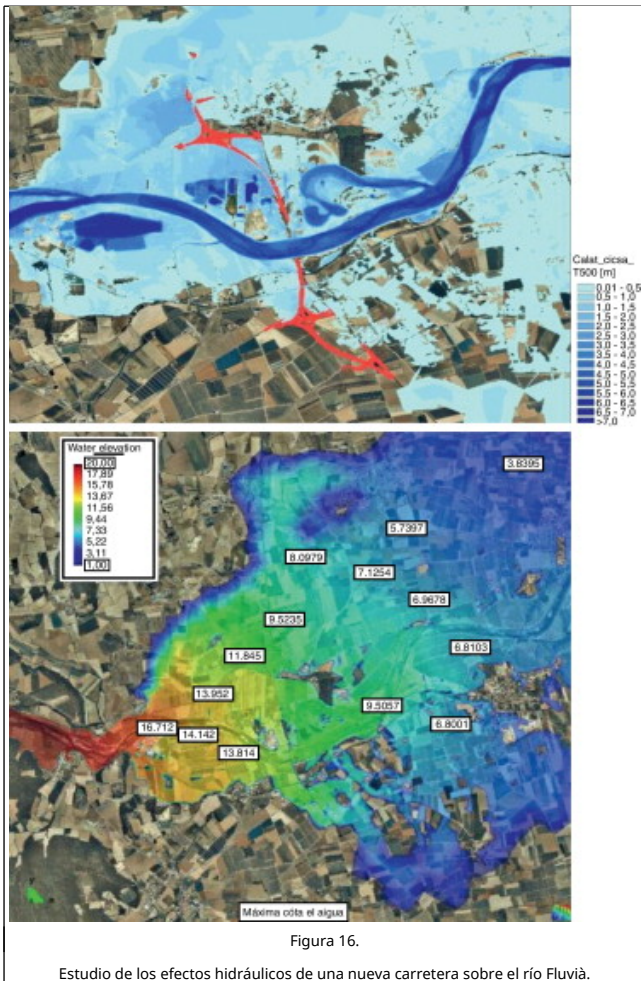 Calat_cicsa_
T500 [m]
0.01 - 0,5
0.5 - 1.0
1.0 - 1.5
1.5 - 2.0
2.0 - 2.5
2.5 - 3.0
3.0 - 3.5
3.5 - 4.0
4.0 - 4.5
4.5 - 5.0
5.0 - 5.5
5.5 - 6.0
6.0 - 6.5
6.5 - 7,0
>7,0
Water elevation
20,00
17,89
15,78
13,67
11,56
9,44
7,33
5,22
3,11
1,00
3.8395
5.7397
8.0979
7.1254
6.9678
9.5235
6.8103
11.845
13.952
9.5057
16.712
14.142
6.8001
13.814
Máxima cóta el aigua
Figura 16.
Estudio de los efectos hidráulicos de una nueva carretera sobre el río Fluvià.